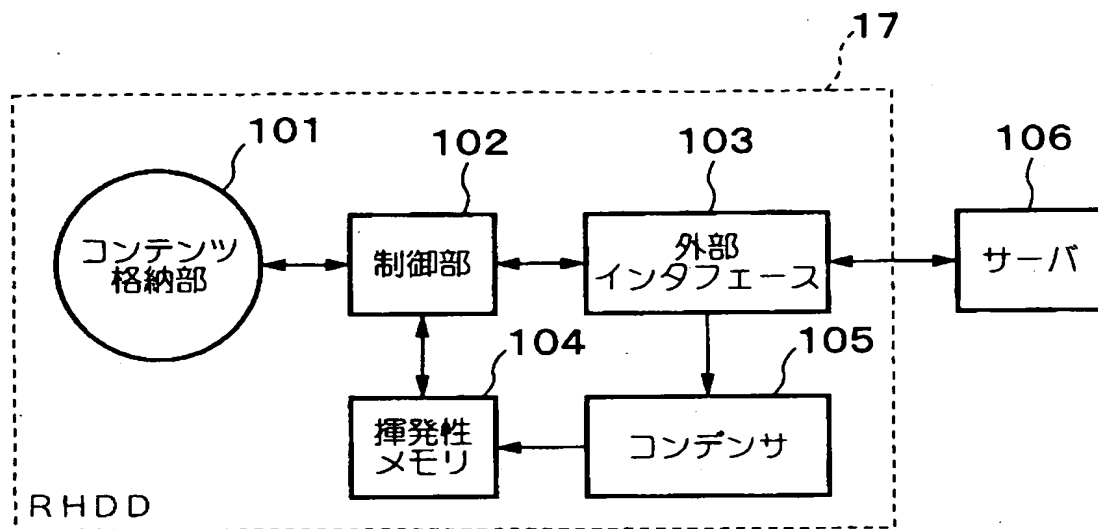 17
101
102
103
106
コンテンツ
格納部
制御部
外部
インタフェース
サーバ
104
105
揮発性
メモリ
コンデンサ
RHDD